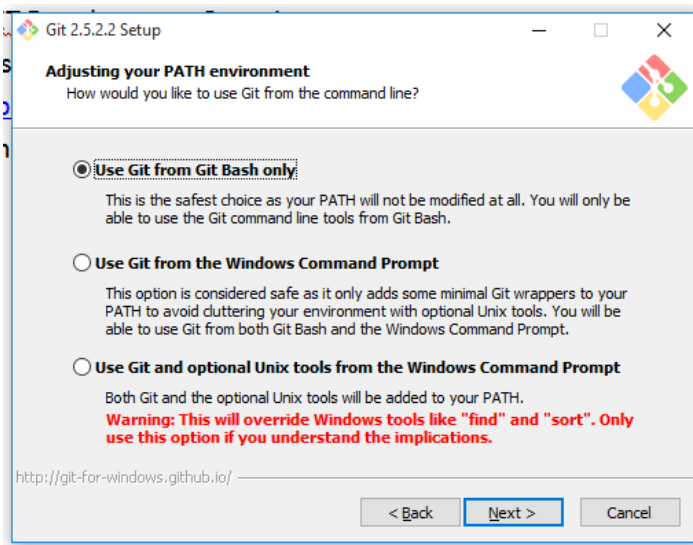 Git 2.5.2.2 Setup
Adjusting your PATH environment
How would you like to use Git from the command line?
Use Git from Git Bash only
This is the safest choice as your PATH will not be modified at all. You will only be
able to use the Git command line tools from Git Bash.
Use Git from the Windows Command Prompt
This option is considered safe as it only adds some minimal Git wrappers to your
PATH to avoid cluttering your environment with optional Unix tools. You will be
able to use Git from both Git Bash and the Windows Command Prompt.
Use Git and optional Unix tools from the Windows Command Prompt
Both Git and the optional Unix tools will be added to your PATH.
Warning: This will override Windows tools like "find" and "sort". Only
use this option if you understand the implications.
http://git-for-windows.github.io/
< Back Next > Cancel